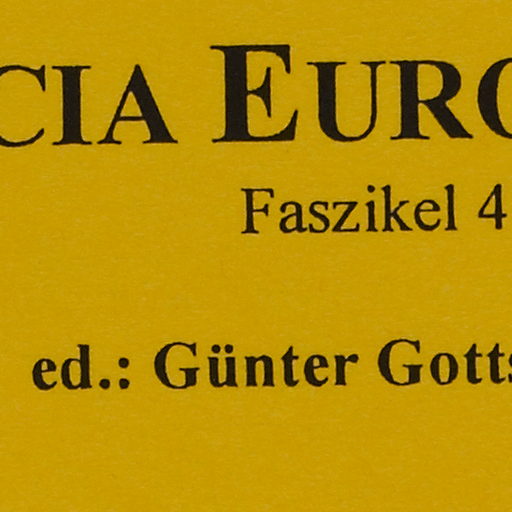 CIA EURO
Faszikel 4
ed.: Günter Gotts